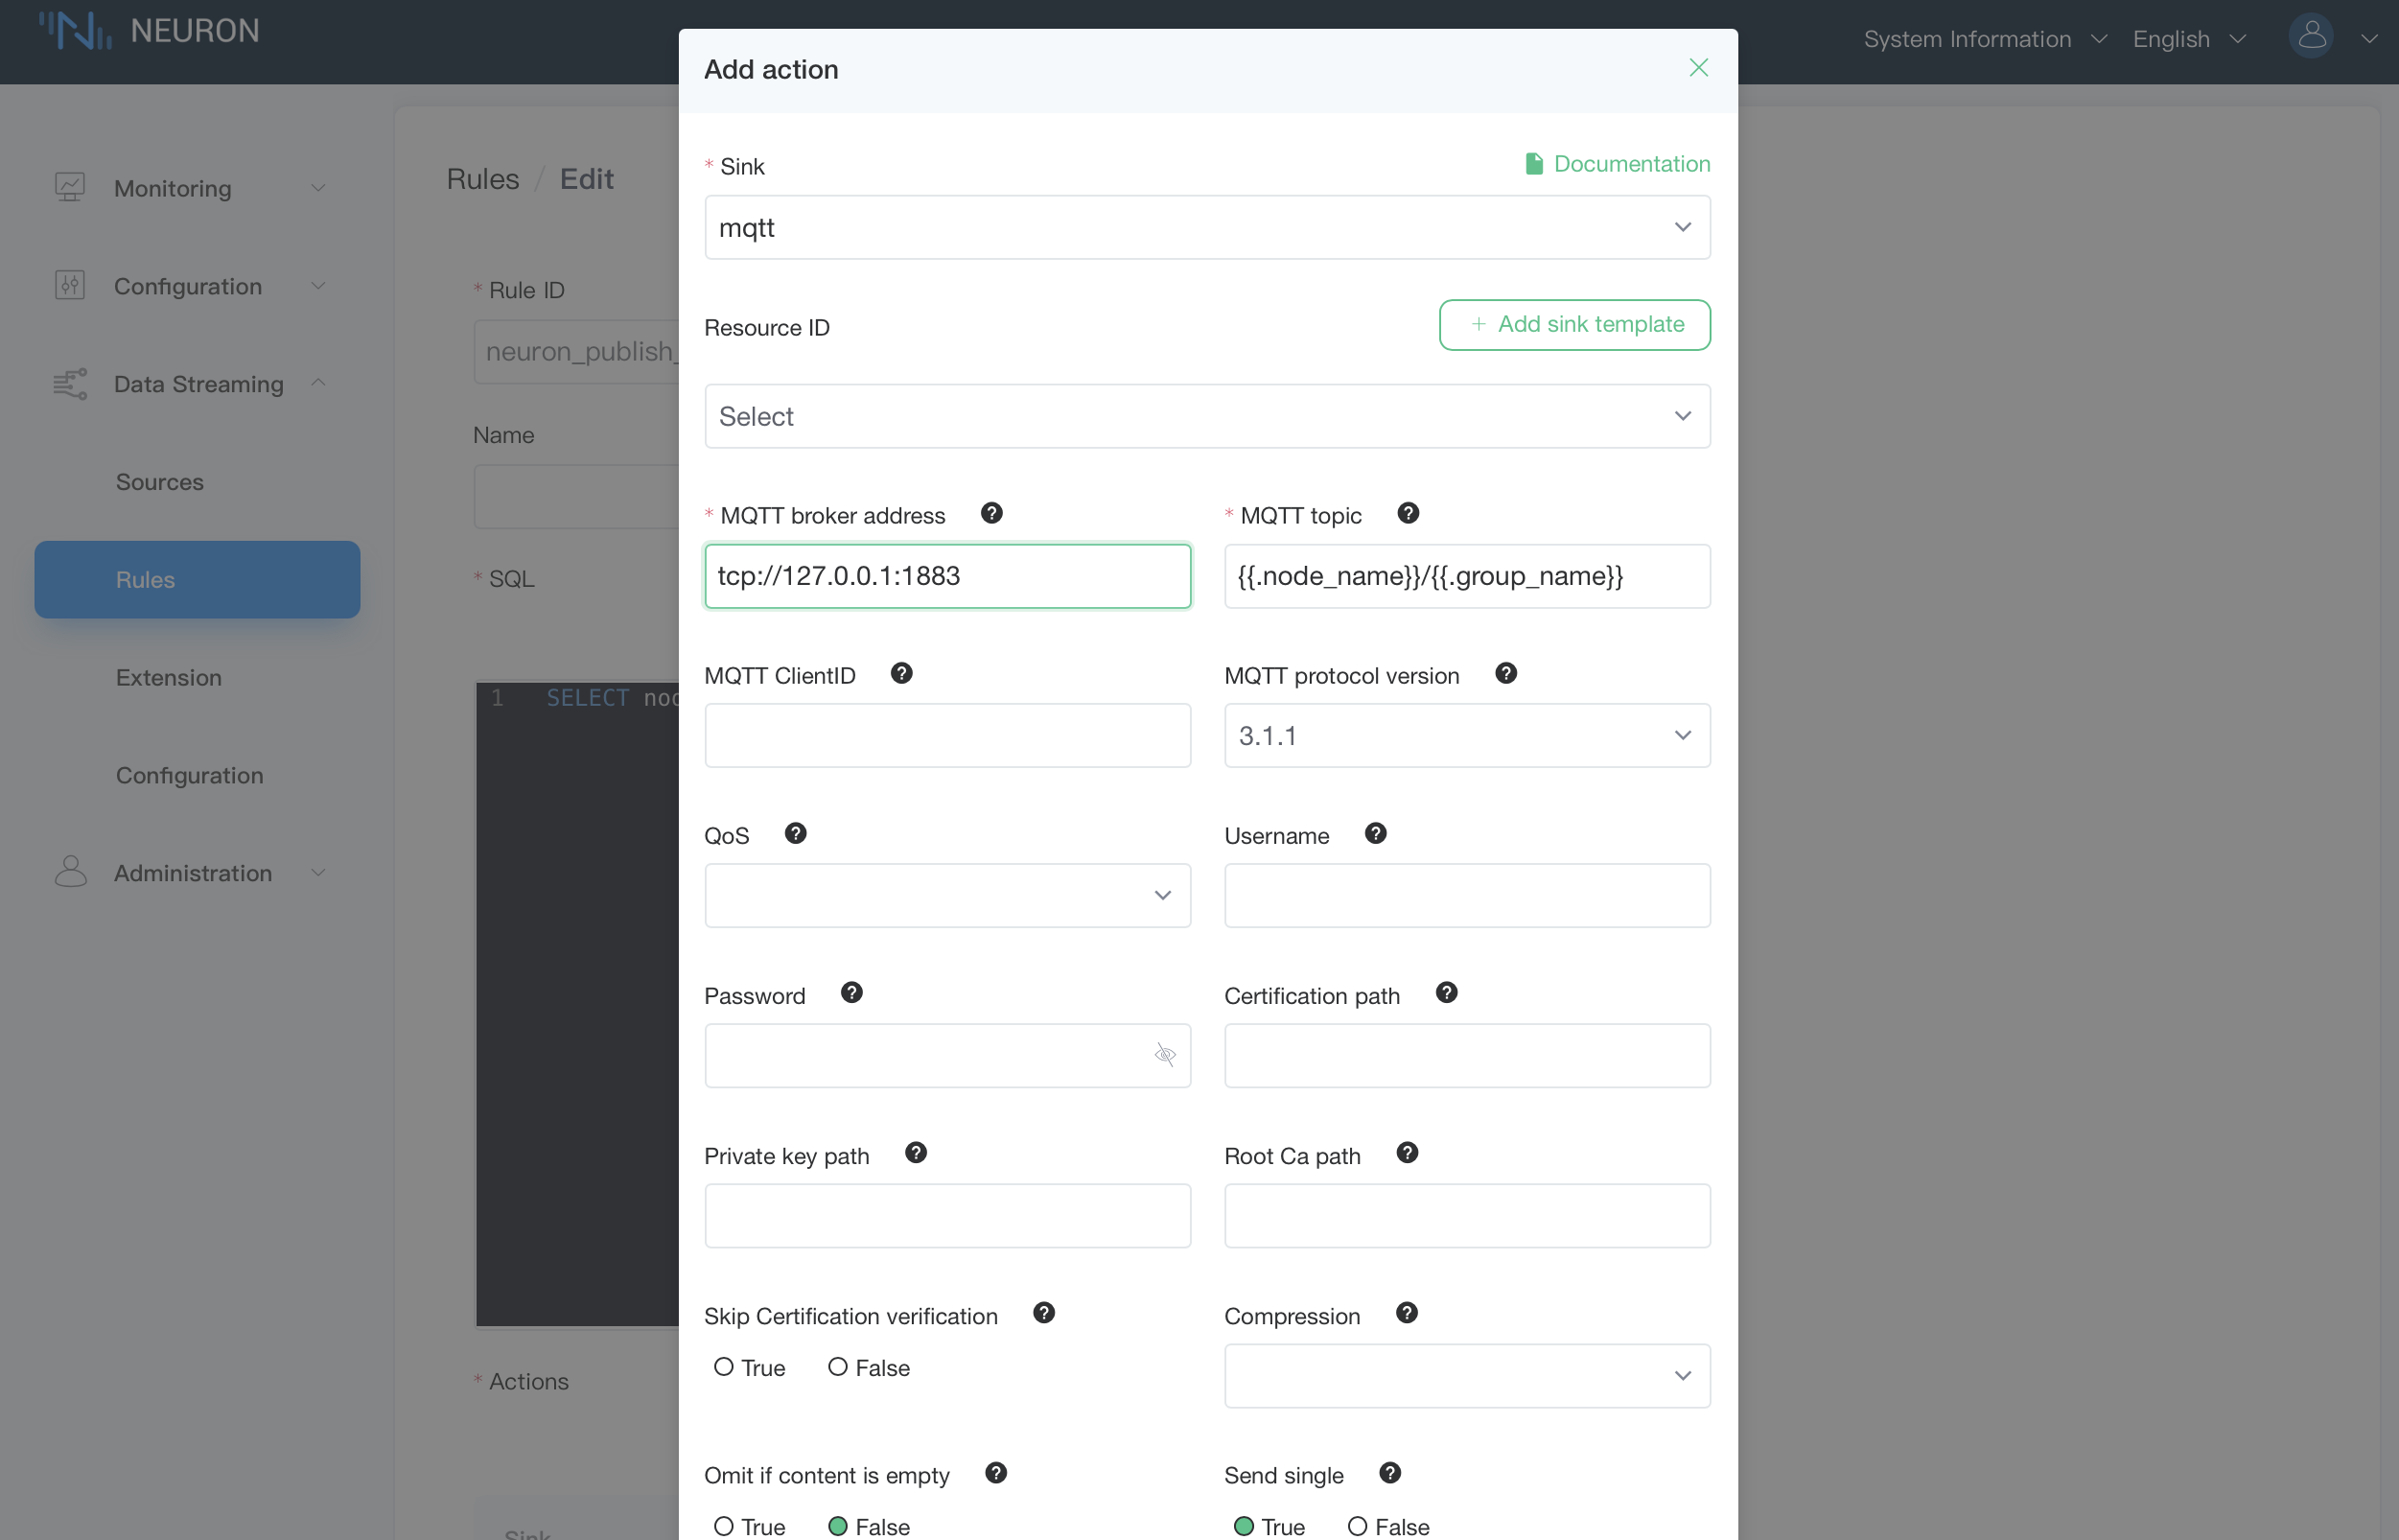 NEURON
System Information
English
Monitoring
Configuration
Data Streaming
Sources
Rules
Extension
Configuration
Administration
Rules / Edit
* Rule ID
neuron_publish_
Name
* SQL
1 SELECT
* Actions
Sink
Add action
* Sink
Documentation
mqtt
Resource ID
+ Add sink template
Select
* MQTT broker address
* MQTT topic
tcp://127.0.0.1:1883
{{.node_name}}/{{.group_name}}
MQTT ClientID
MQTT protocol version
3.1.1
QoS
Username
Password
Certification path
Private key path
Root Ca path
Skip Certification verification
Compression
True
False
Omit if content is empty
Send single
True
False
True
False